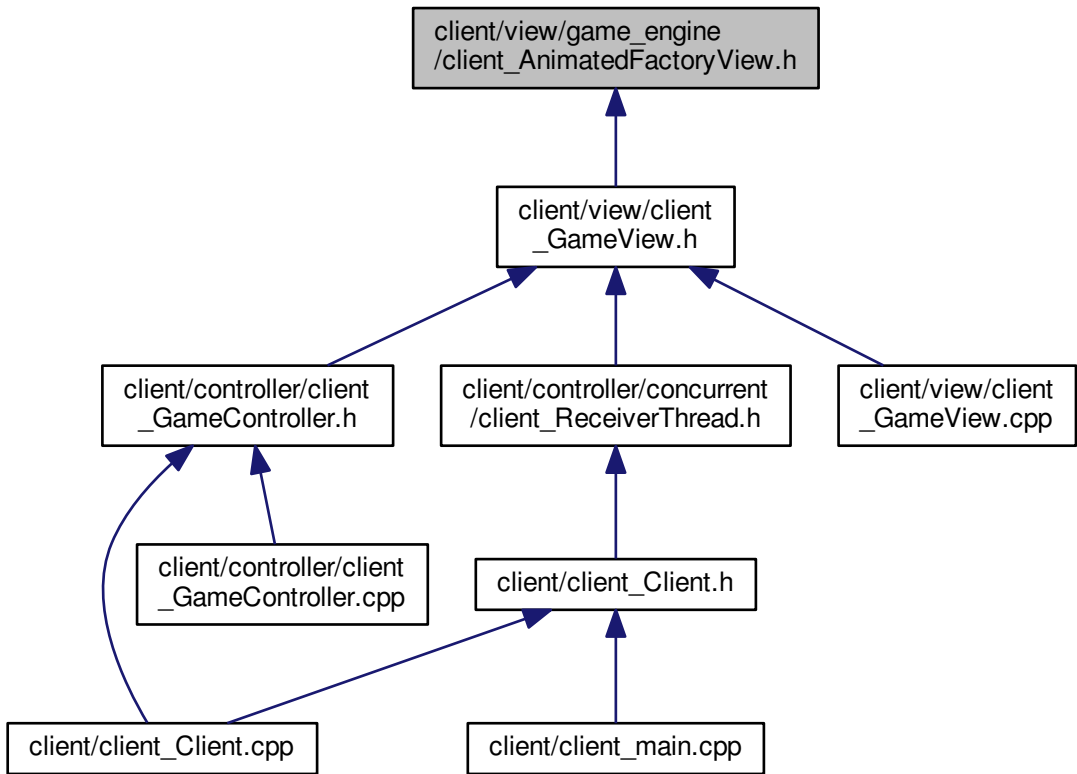 client/view/game_engine
/client_AnimatedFactoryView.h
client/view/client
_GameView.h
client/controller/client
_GameController.h
client/controller/concurrent
/client_ReceiverThread.h
client/view/client
_GameView.cpp
client/controller/client
_GameController.cpp
client/client_Client.h
client/client_Client.cpp
client/client_main.cpp